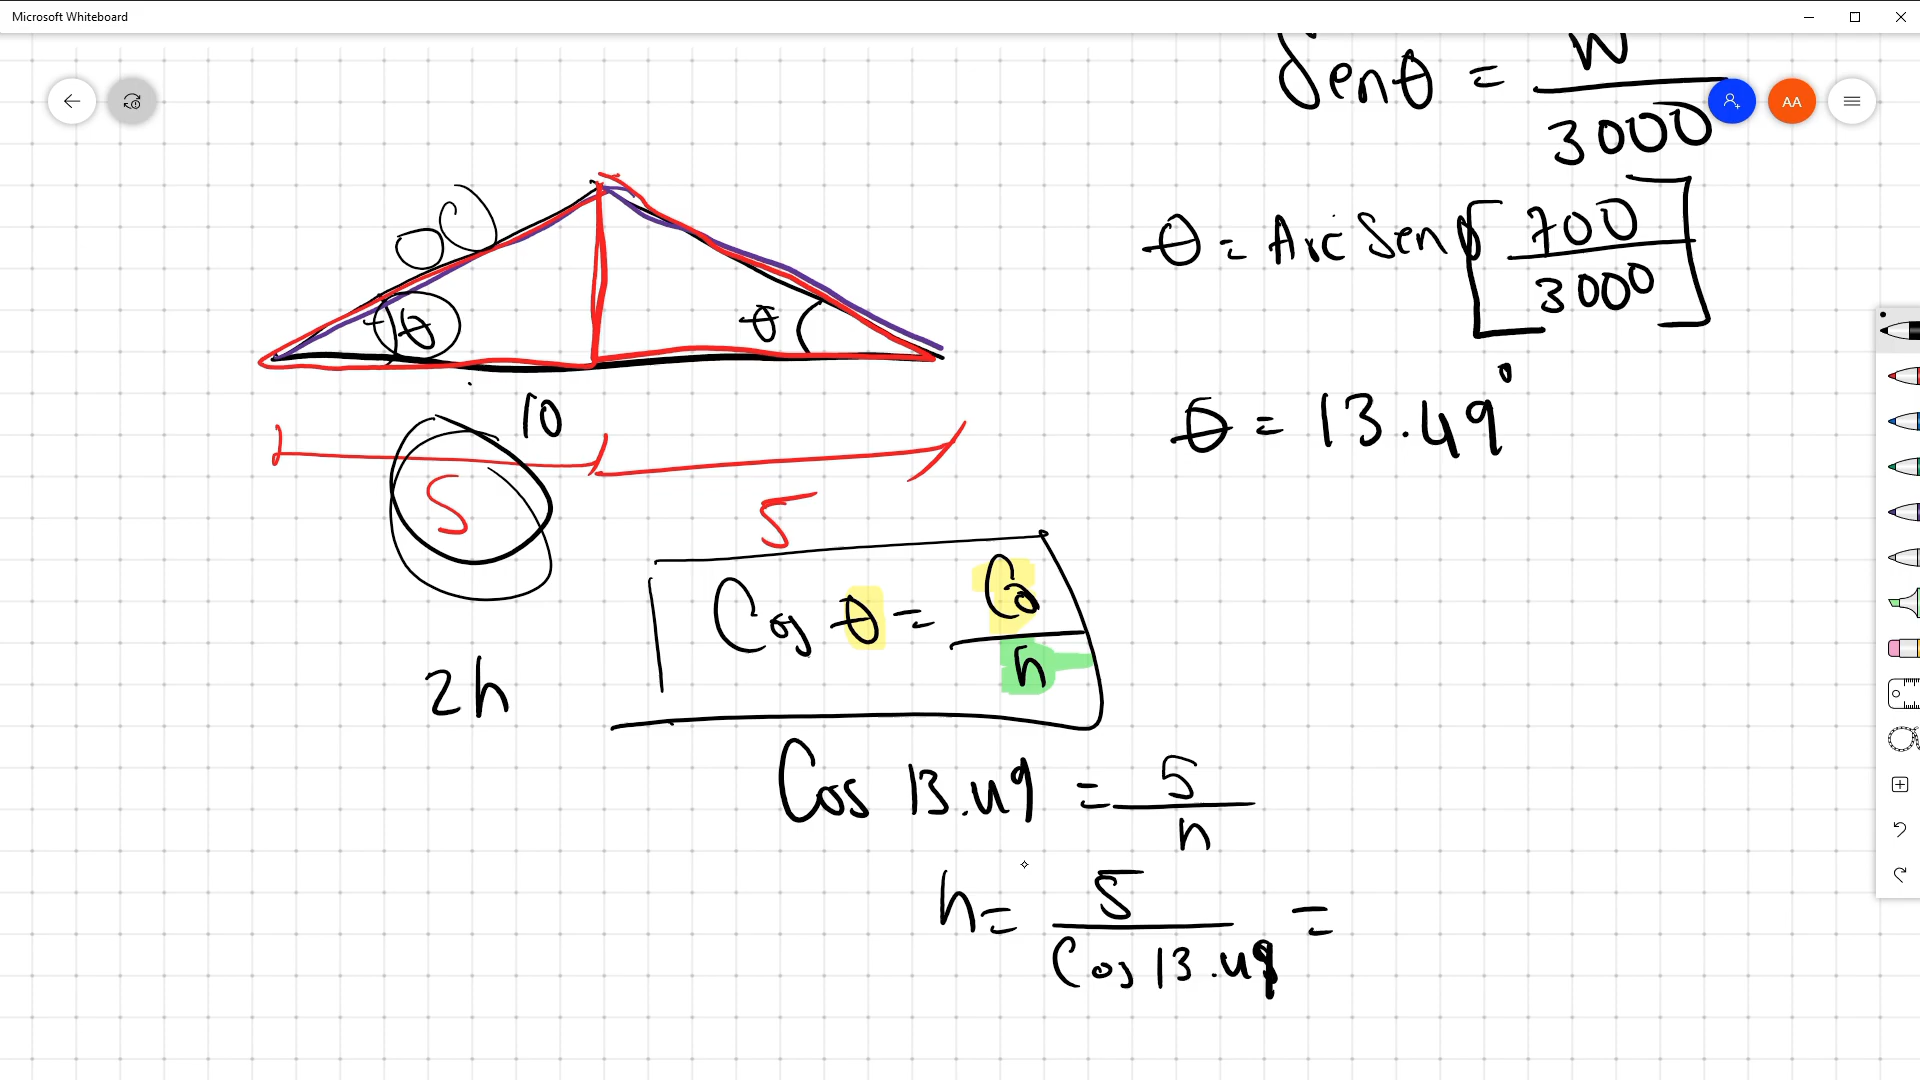 Microsoft Whiteboard
AA
Sen θ = W / 3000
θ = Arc Sen [700 / 3000]
θ = 13.49°
θ
θ
10
5
5
Cos θ = Ca / h
2h
Cos 13.49 = 5 / h
h = 5 / Cos 13.49 =